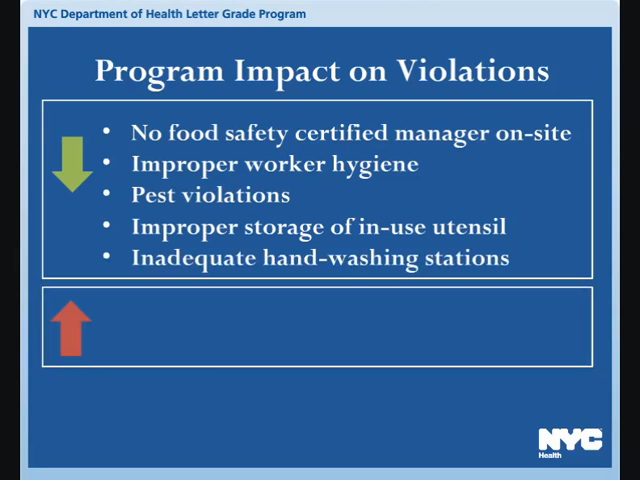 NYC Department of Health Letter Grade Program
Program Impact on Violations
• No food safety certified manager on-site
• Improper worker hygiene
• Pest violations
• Improper storage of in-use utensil
• Inadequate hand-washing stations
NYC
Health